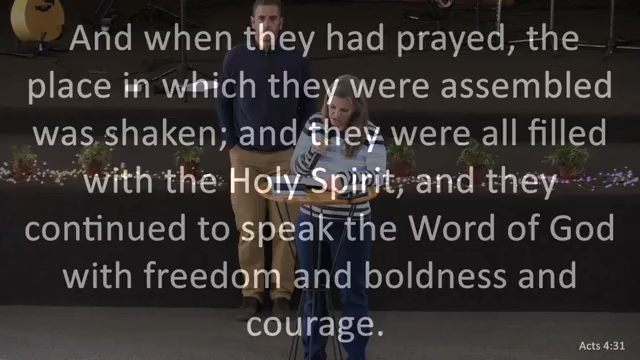 And when they had prayed, the
place in which they were assembled
was shaken; and they were all filled
with the Holy Spirit, and they
continued to speak the Word of God
with freedom and boldness and
courage.
Acts 4:31